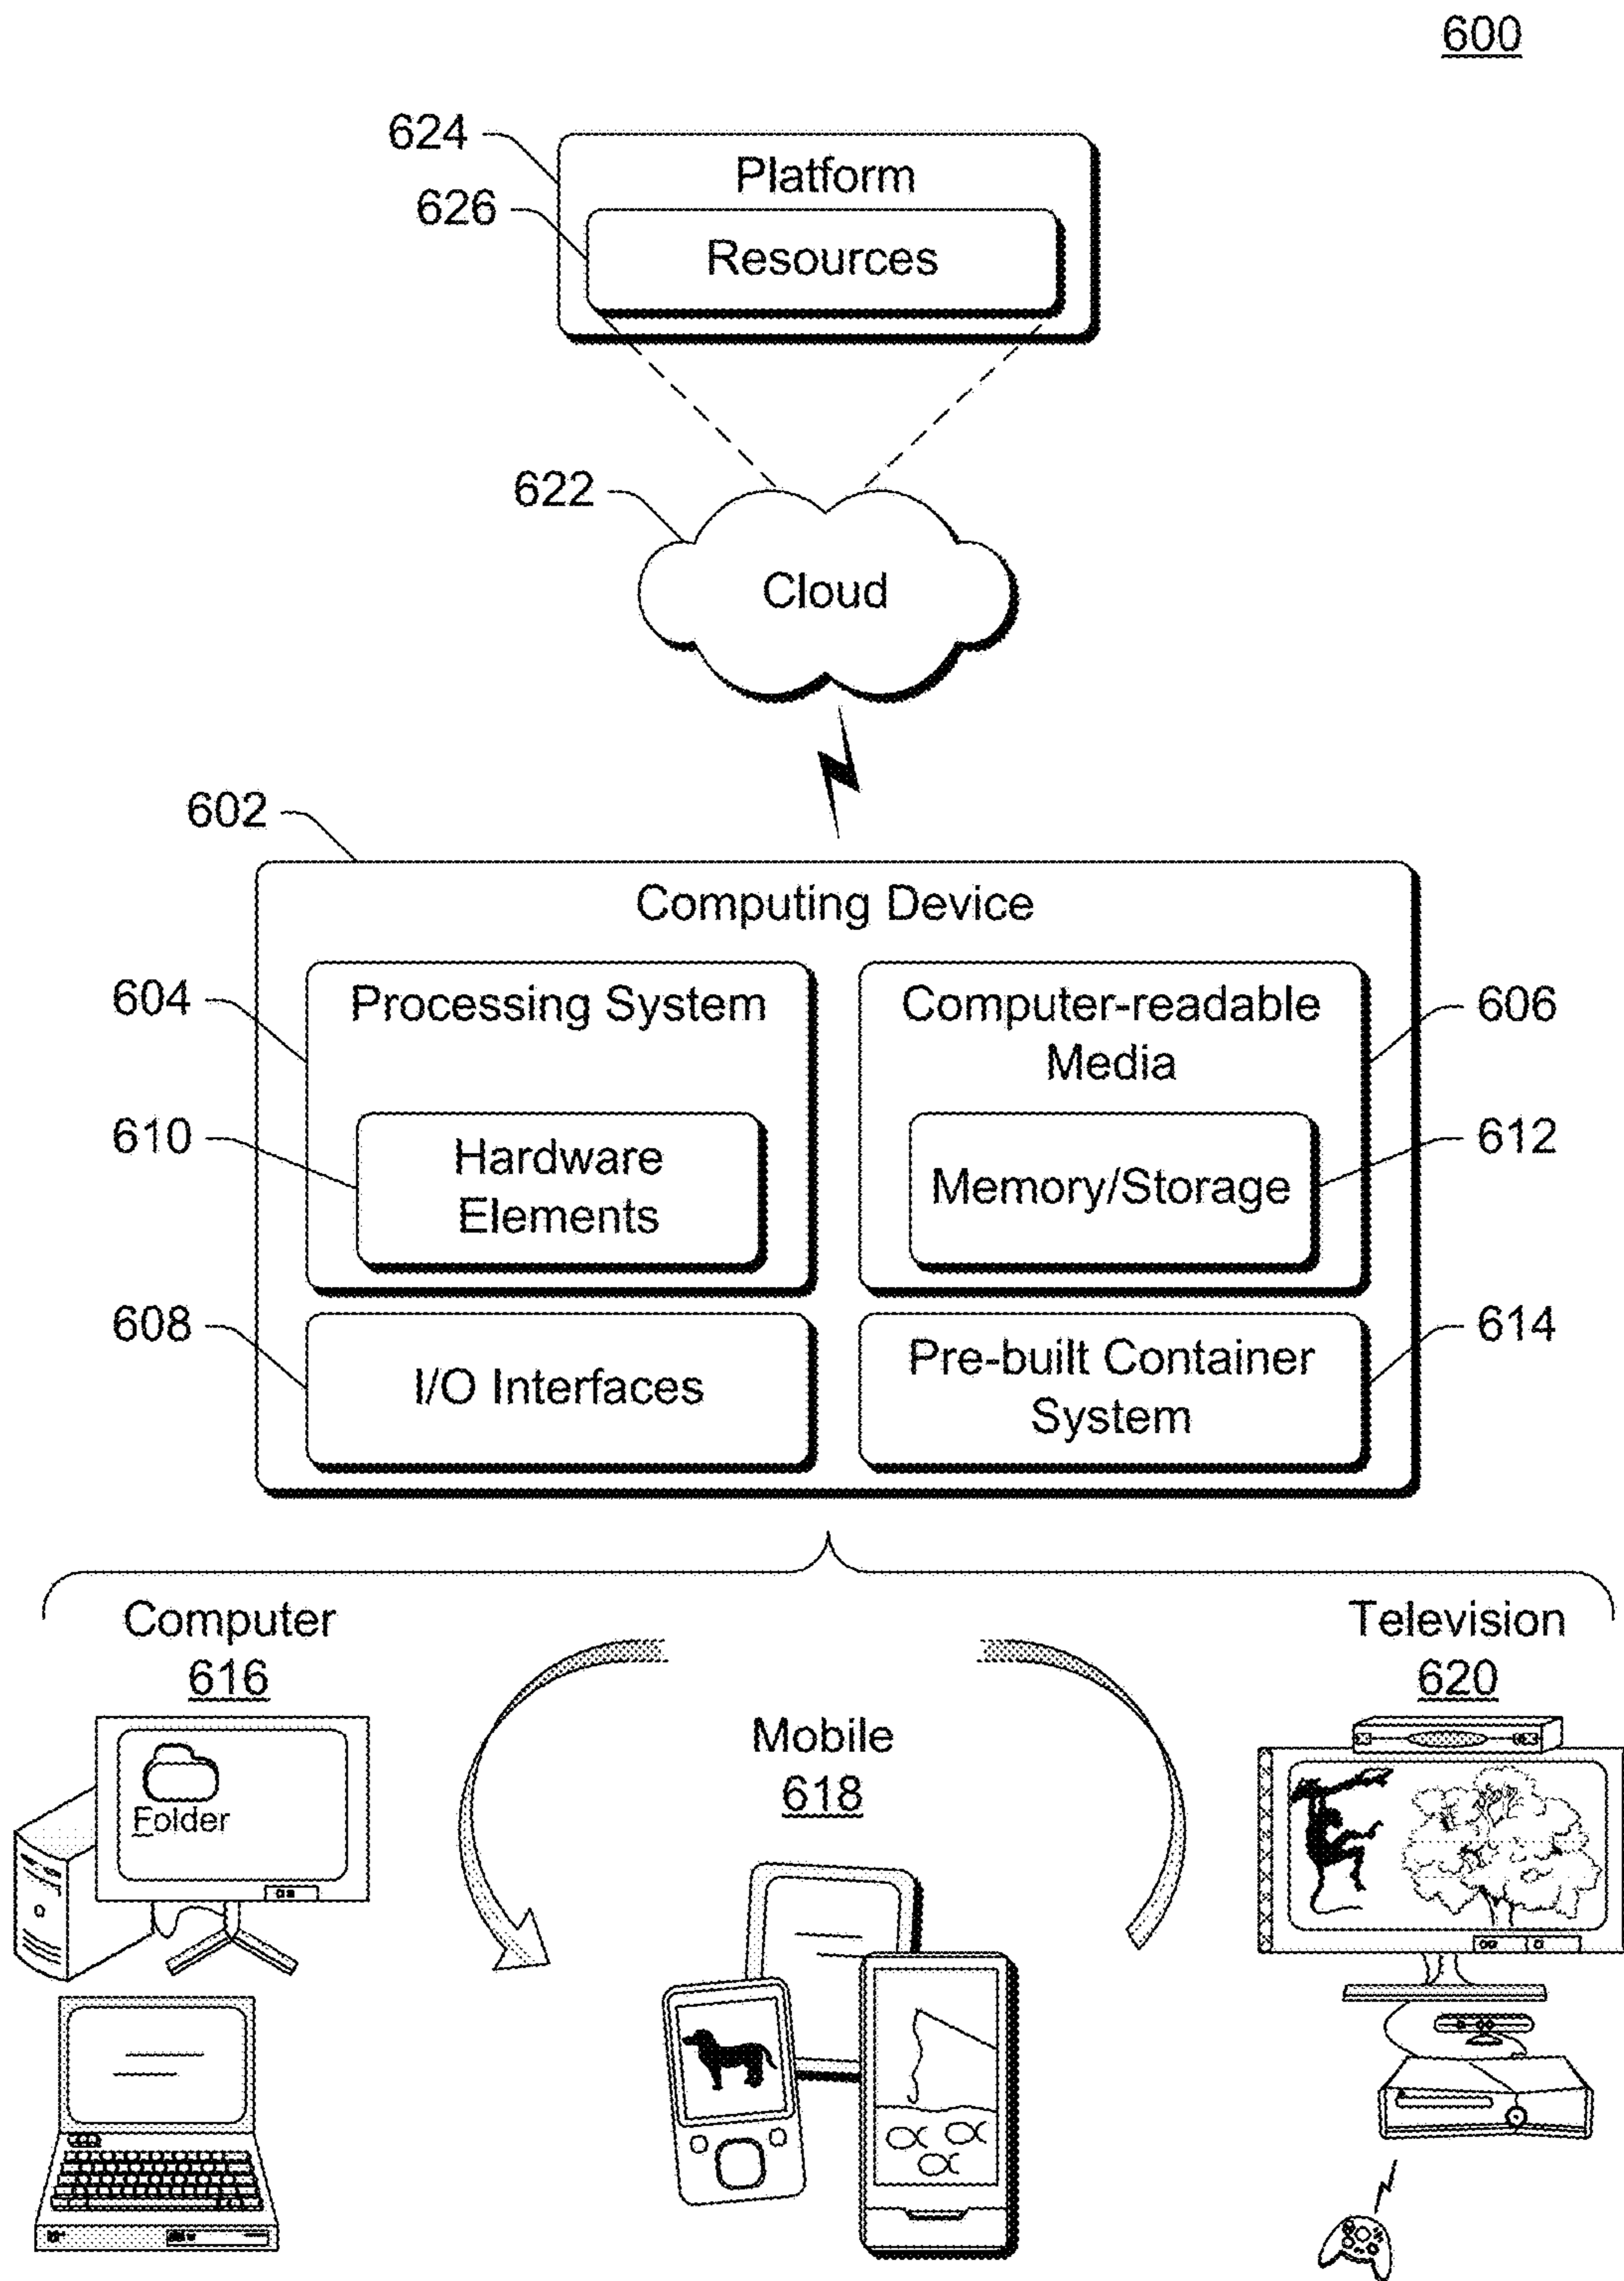 600
624
Platform
626
Resources
622
Cloud
602
Computing Device
604
Processing System
Computer-readable
Media
606
610
Hardware
Elements
Memory/Storage
612
608
I/O Interfaces
Pre-built Container
System
614
Computer
616
Television
620
Mobile
618
Folder